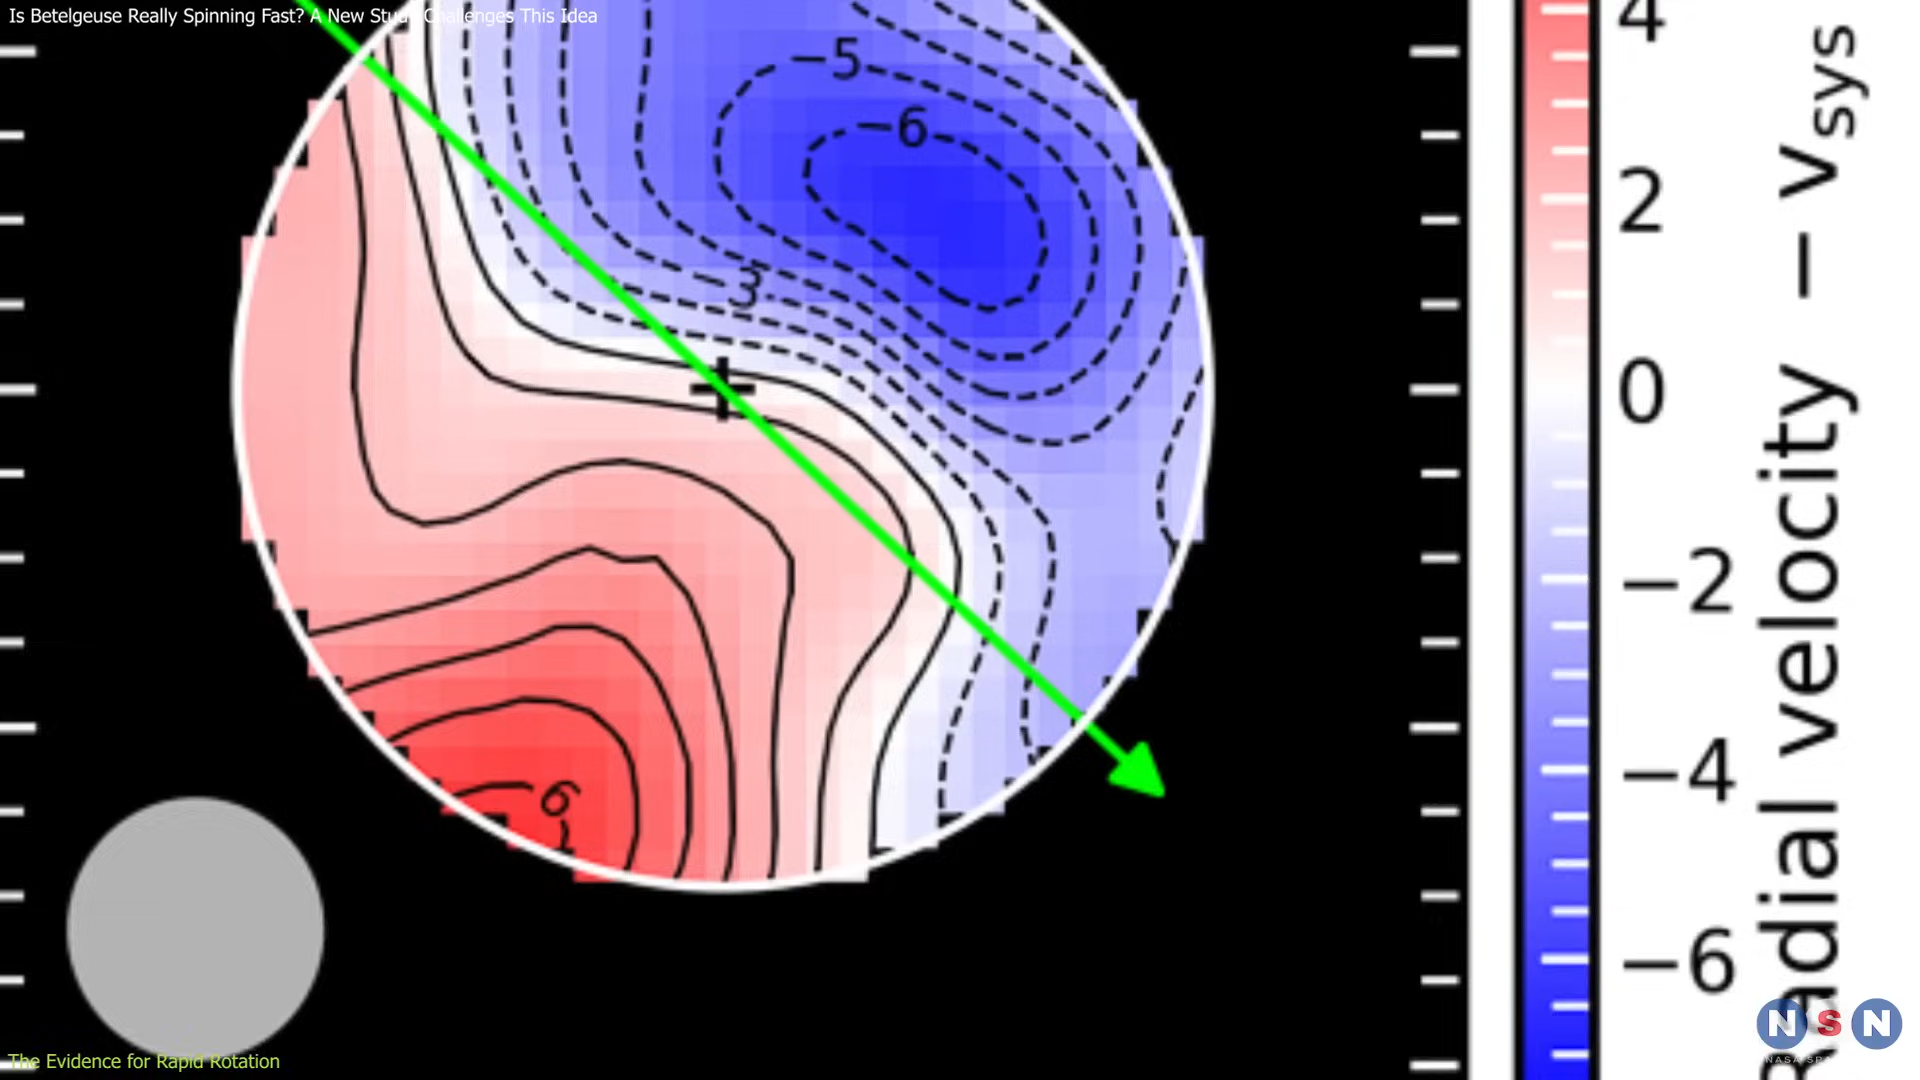 Is Betelgeuse Really Spinning Fast? A New Study Challenges This Idea
−5
−6
−3
6
4
2
0
−2
−4
−6
Radial velocity − vsys
N S N
The Evidence for Rapid Rotation